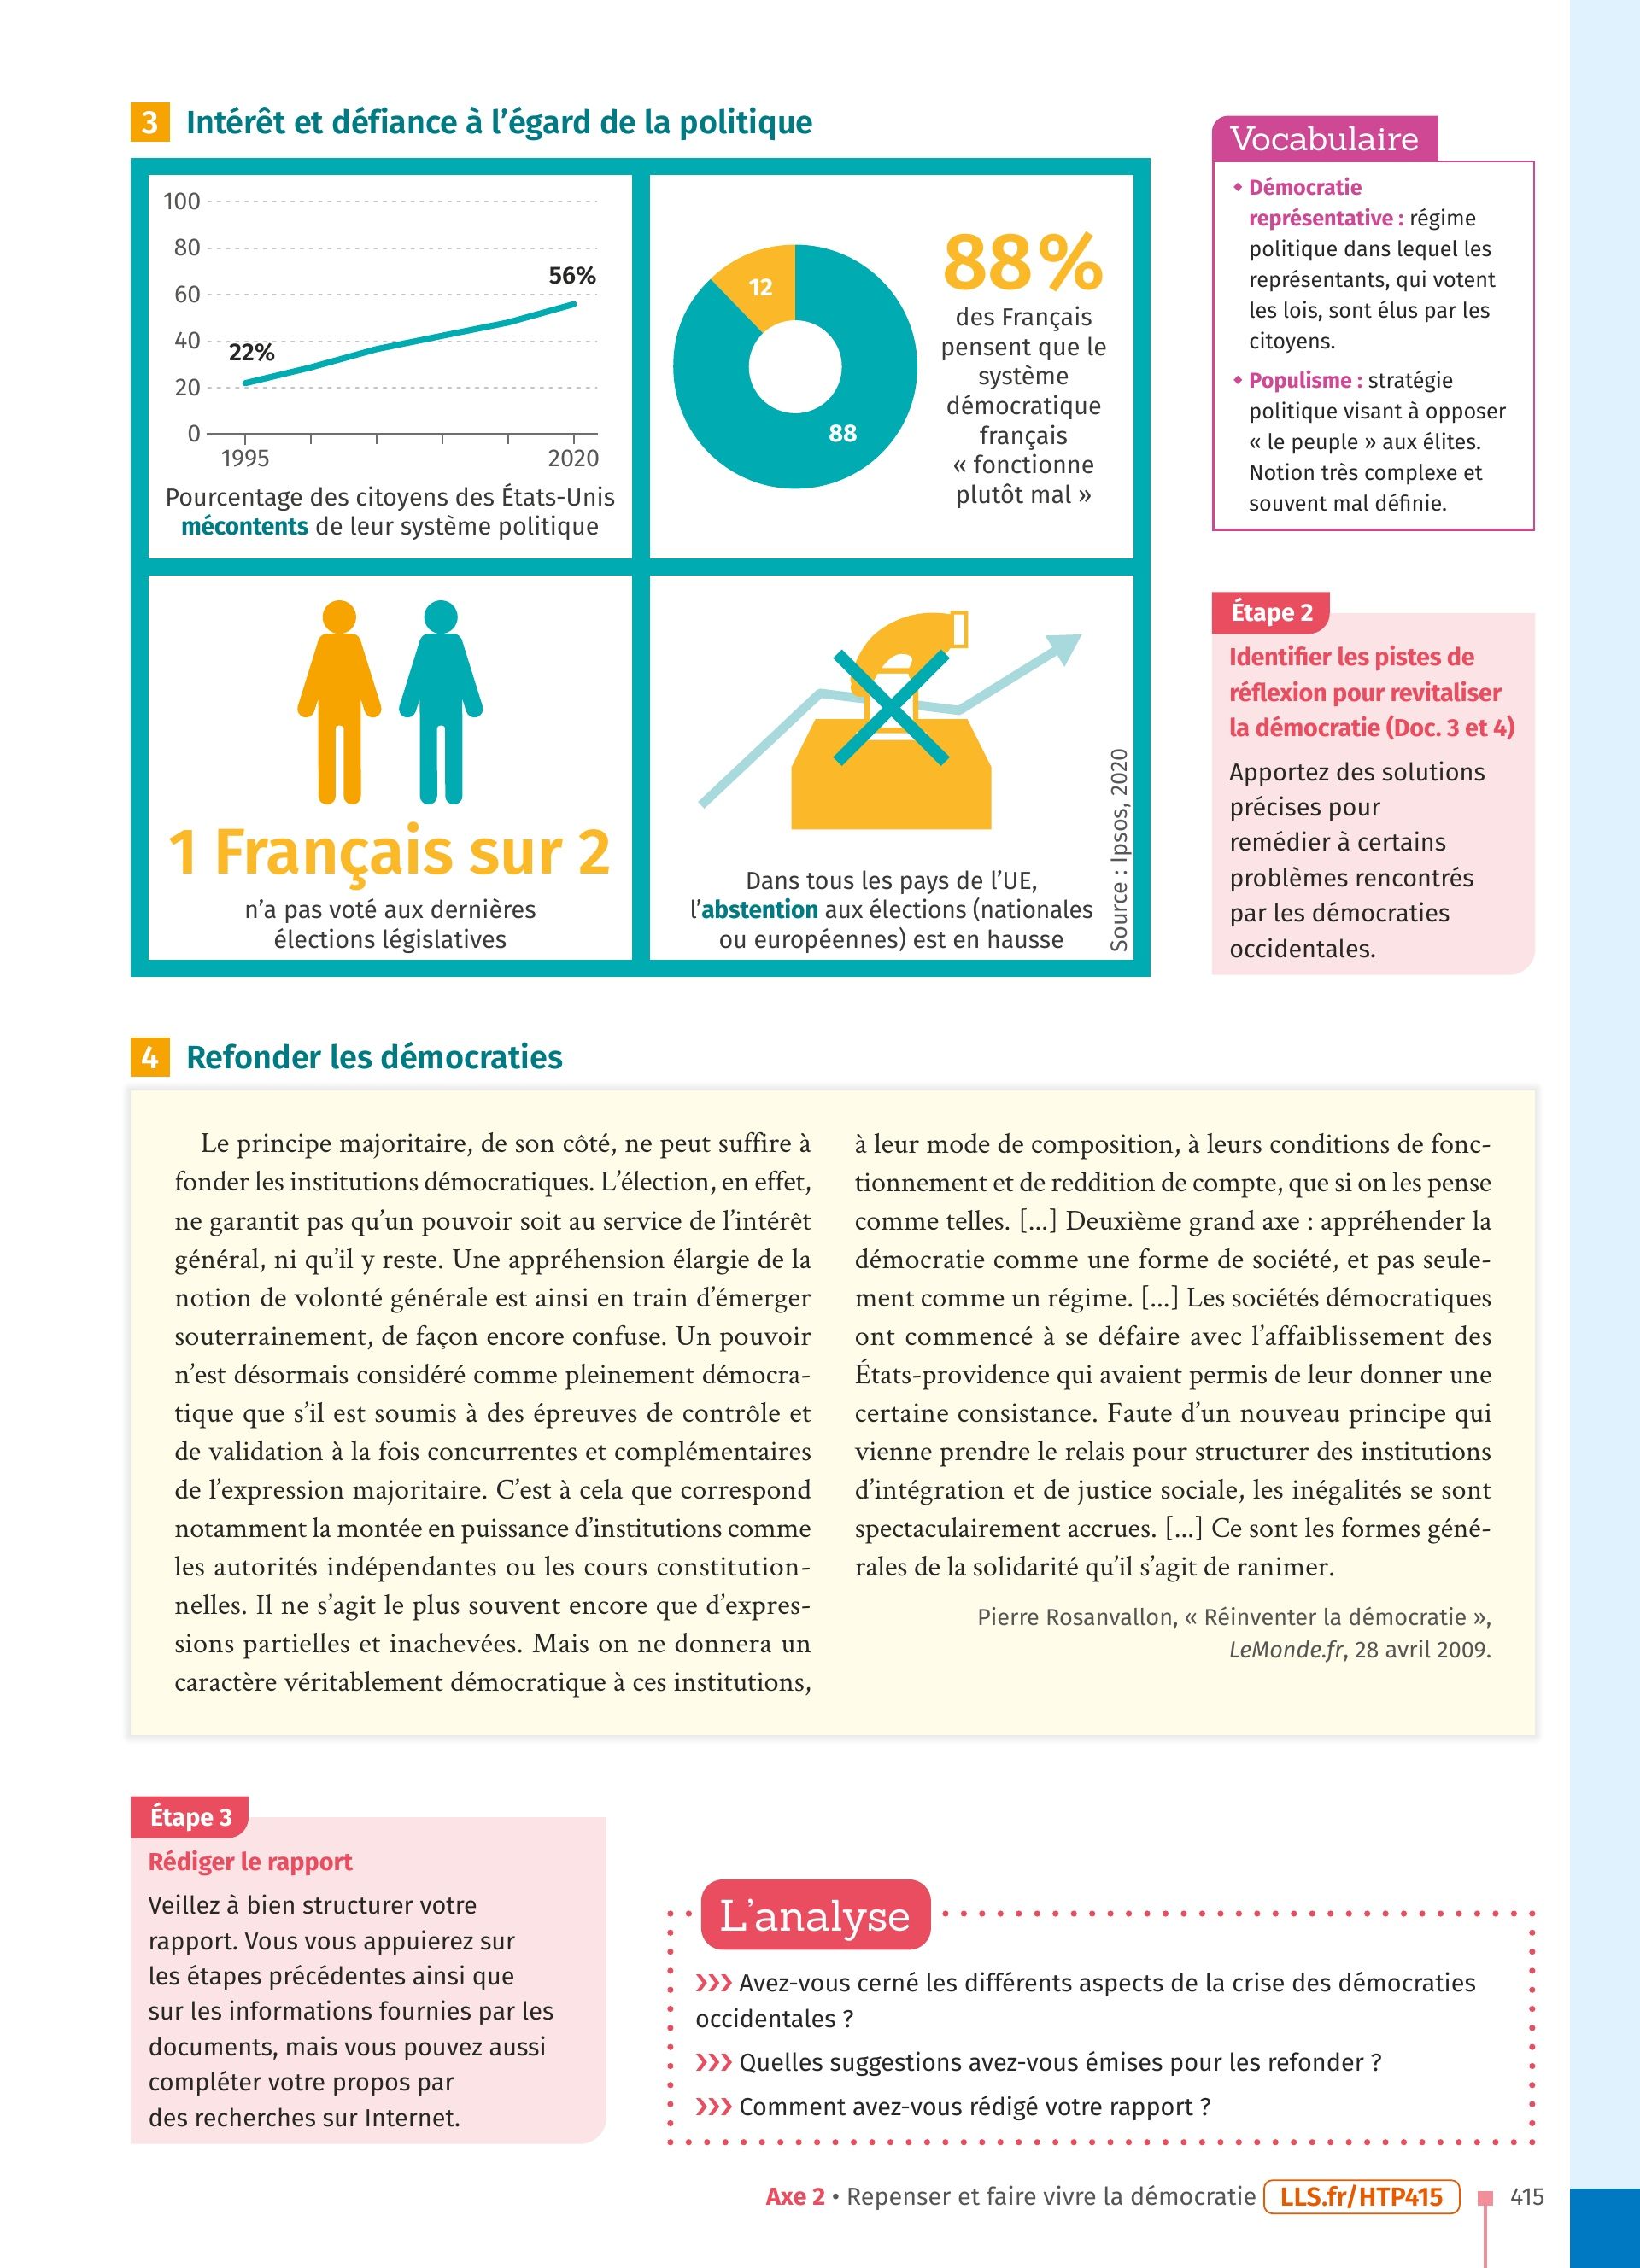 3 Intérêt et défiance à l'égard de la politique
100
80
60
40
20
0
22%
56%
1995
2020
Pourcentage des citoyens des États-Unis
mécontents de leur système politique
12
88
88%
des Français
pensent que le
système
démocratique
français
« fonctionne
plutôt mal »
1 Français sur 2
n'a pas voté aux dernières
élections législatives
Dans tous les pays de l'UE,
l'abstention aux élections (nationales
ou européennes) est en hausse
Source : Ipsos, 2020
Vocabulaire
• Démocratie
représentative : régime
politique dans lequel les
représentants, qui votent
les lois, sont élus par les
citoyens.
• Populisme : stratégie
politique visant à opposer
« le peuple » aux élites.
Notion très complexe et
souvent mal définie.
Étape 2
Identifier les pistes de
réflexion pour revitaliser
la démocratie (Doc. 3 et 4)
Apportez des solutions
précises pour
remédier à certains
problèmes rencontrés
par les démocraties
occidentales.
4 Refonder les démocraties
Le principe majoritaire, de son côté, ne peut suffire à
fonder les institutions démocratiques. L'élection, en effet,
ne garantit pas qu'un pouvoir soit au service de l'intérêt
général, ni qu'il y reste. Une appréhension élargie de la
notion de volonté générale est ainsi en train d'émerger
souterrainement, de façon encore confuse. Un pouvoir
n'est désormais considéré comme pleinement démocra-
tique que s'il est soumis à des épreuves de contrôle et
de validation à la fois concurrentes et complémentaires
de l'expression majoritaire. C'est à cela que correspond
notamment la montée en puissance d'institutions comme
les autorités indépendantes ou les cours constitution-
nelles. Il ne s'agit le plus souvent encore que d'expres-
sions partielles et inachevées. Mais on ne donnera un
caractère véritablement démocratique à ces institutions,
à leur mode de composition, à leurs conditions de fonc-
tionnement et de reddition de compte, que si on les pense
comme telles. [...] Deuxième grand axe : appréhender la
démocratie comme une forme de société, et pas seule-
ment comme un régime. [...] Les sociétés démocratiques
ont commencé à se défaire avec l'affaiblissement des
États-providence qui avaient permis de leur donner une
certaine consistance. Faute d'un nouveau principe qui
vienne prendre le relais pour structurer des institutions
d'intégration et de justice sociale, les inégalités se sont
spectaculairement accrues. [...] Ce sont les formes géné-
rales de la solidarité qu'il s'agit de ranimer.
Pierre Rosanvallon, « Réinventer la démocratie »,
LeMonde.fr, 28 avril 2009.
Étape 3
Rédiger le rapport
Veillez à bien structurer votre
rapport. Vous vous appuierez sur
les étapes précédentes ainsi que
sur les informations fournies par les
documents, mais vous pouvez aussi
compléter votre propos par
des recherches sur Internet.
L'analyse
››› Avez-vous cerné les différents aspects de la crise des démocraties
occidentales ?
››› Quelles suggestions avez-vous émises pour les refonder ?
››› Comment avez-vous rédigé votre rapport ?
Axe 2 • Repenser et faire vivre la démocratie LLS.fr/HTP415 415